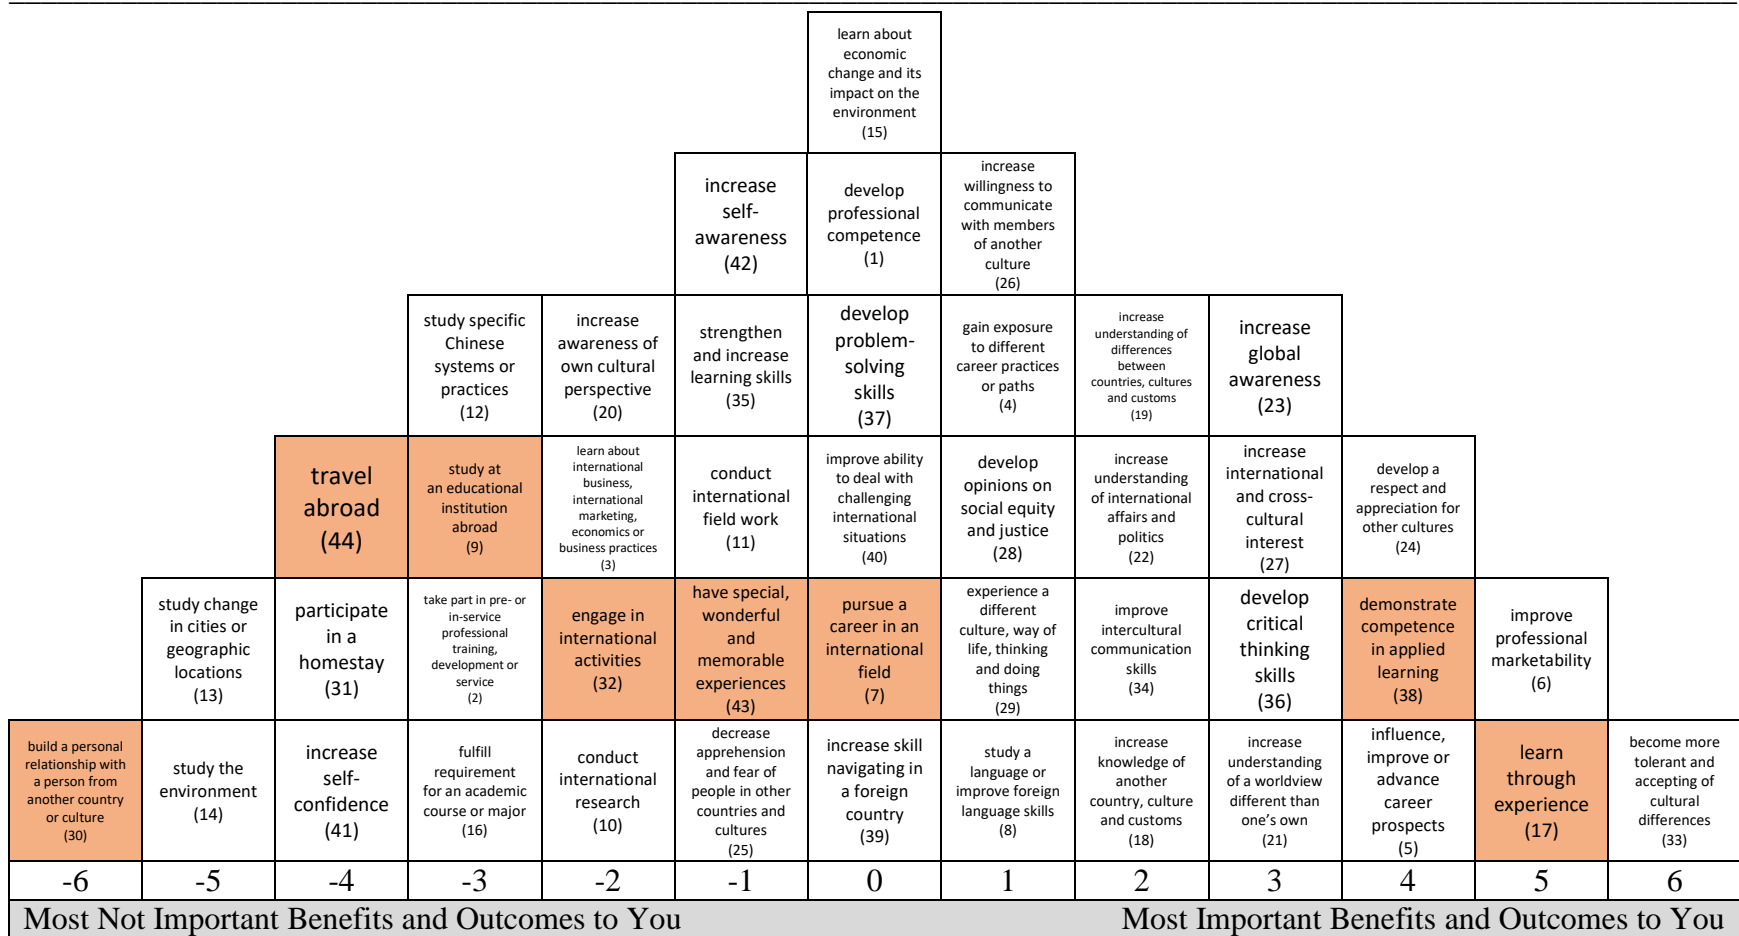 learn about
economic
change and its
impact on the
environment
(15)
increase
self-
awareness
(42)
develop
professional
competence
(1)
increase
willingness to
communicate
with members
of another
culture
(26)
study specific
Chinese
systems or
practices
(12)
increase
awareness of
own cultural
perspective
(20)
strengthen
and increase
learning skills
(35)
develop
problem-
solving
skills
(37)
gain exposure
to different
career practices
or paths
(4)
increase
understanding of
differences
between
countries, cultures
and customs
(19)
increase
global
awareness
(23)
travel
abroad
(44)
study at
an educational
institution
abroad
(9)
learn about
international
business,
international
marketing,
economics or
business practices
(3)
conduct
international
field work
(11)
improve ability
to deal with
challenging
international
situations
(40)
develop
opinions on
social equity
and justice
(28)
increase
understanding
of international
affairs and
politics
(22)
increase
international
and cross-
cultural
interest
(27)
develop a
respect and
appreciation for
other cultures
(24)
study change
in cities or
geographic
locations
(13)
participate
in a
homestay
(31)
take part in pre- or
in-service
professional
training,
development or
service
(2)
engage in
international
activities
(32)
have special,
wonderful
and
memorable
experiences
(43)
pursue a
career in an
international
field
(7)
experience a
different
culture, way of
life, thinking
and doing
things
(29)
improve
intercultural
communication
skills
(34)
develop
critical
thinking
skills
(36)
demonstrate
competence
in applied
learning
(38)
improve
professional
marketability
(6)
build a personal
relationship with
a person from
another country
or culture
(30)
study the
environment
(14)
increase
self-
confidence
(41)
fulfill
requirement
for an academic
course or major
(16)
conduct
international
research
(10)
decrease
apprehension
and fear of
people in other
countries and
cultures
(25)
increase skill
navigating in
a foreign
country
(39)
study a
language or
improve foreign
language skills
(8)
increase
knowledge of
another
country, culture
and customs
(18)
increase
understanding
of a worldview
different than
one’s own
(21)
influence,
improve or
advance
career
prospects
(5)
learn
through
experience
(17)
become more
tolerant and
accepting of
cultural
differences
(33)
-6 -5 -4 -3 -2 -1 0 1 2 3 4 5 6
Most Not Important Benefits and Outcomes to You Most Important Benefits and Outcomes to You